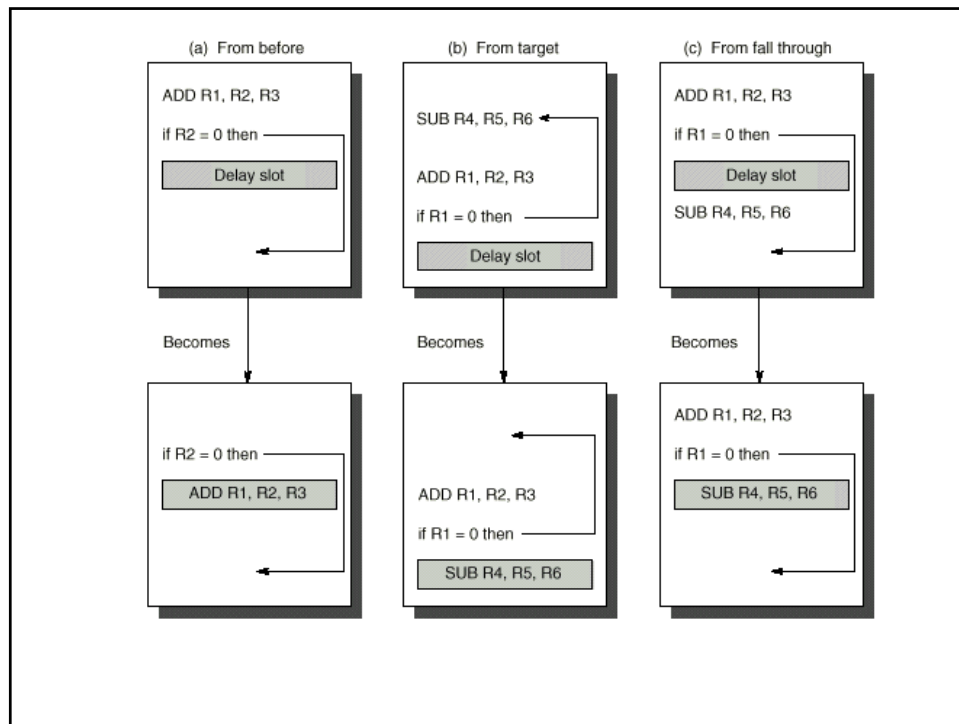 (a) From before
ADD R1, R2, R3
if R2 = 0 then
Delay slot
Becomes
if R2 = 0 then
ADD R1, R2, R3
(b) From target
SUB R4, R5, R6
ADD R1, R2, R3
if R1 = 0 then
Delay slot
Becomes
ADD R1, R2, R3
if R1 = 0 then
SUB R4, R5, R6
(c) From fall through
ADD R1, R2, R3
if R1 = 0 then
Delay slot
SUB R4, R5, R6
Becomes
ADD R1, R2, R3
if R1 = 0 then
SUB R4, R5, R6